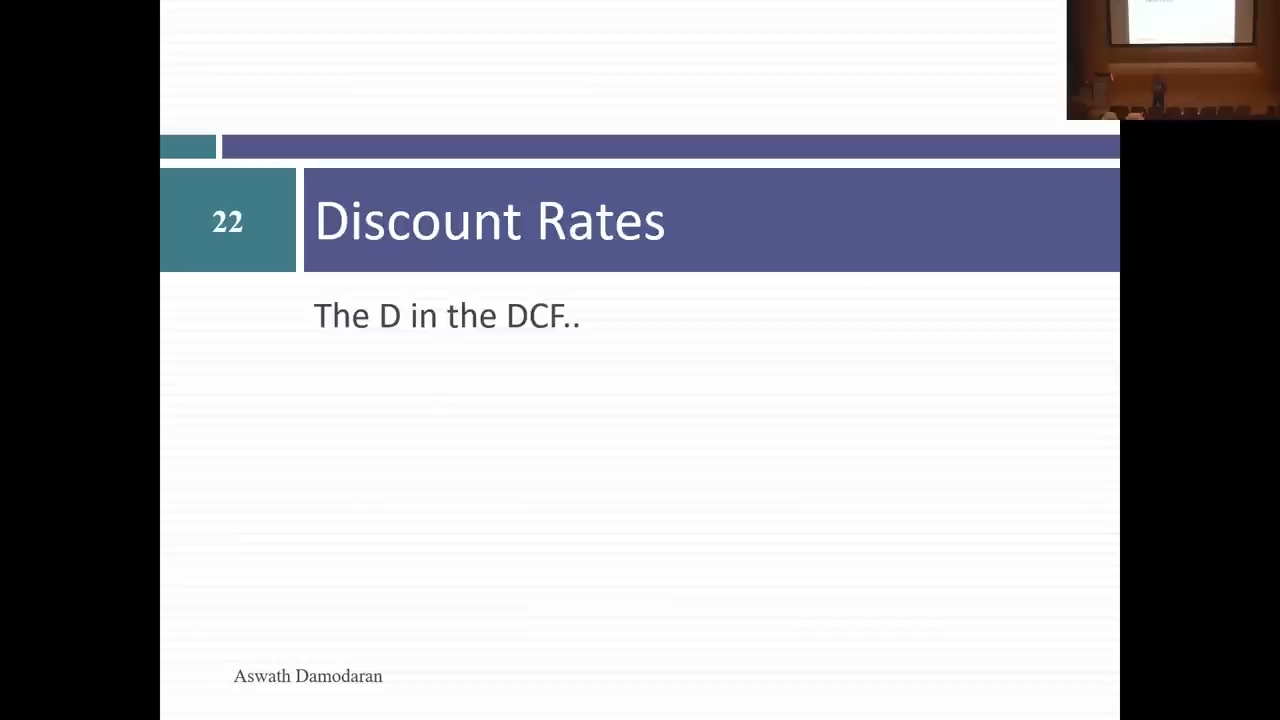 22
Discount Rates
The D in the DCF..
Aswath Damodaran